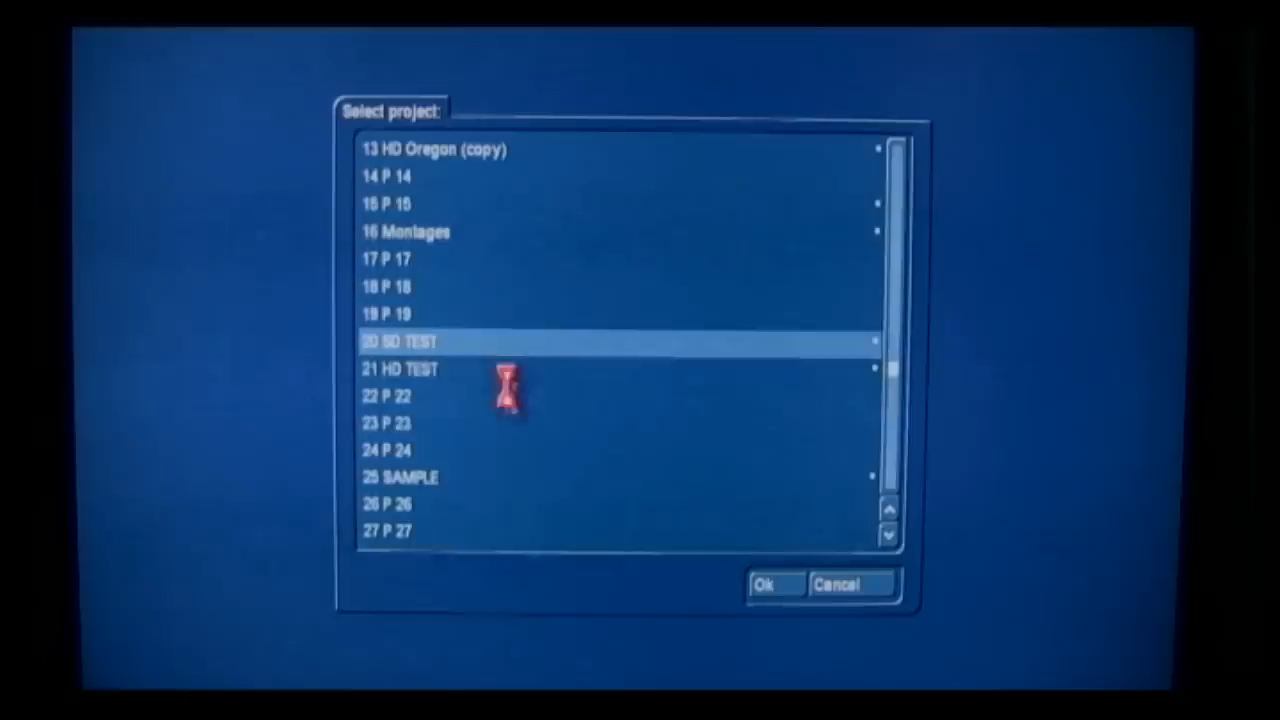 Select project:
13 HD Oregon (copy)
14 P 14
15 P 15
16 Montages
17 P 17
18 P 18
19 P 19
20 SD TEST
21 HD TEST
22 P 22
23 P 23
24 P 24
25 SAMPLE
26 P 26
27 P 27
Ok
Cancel